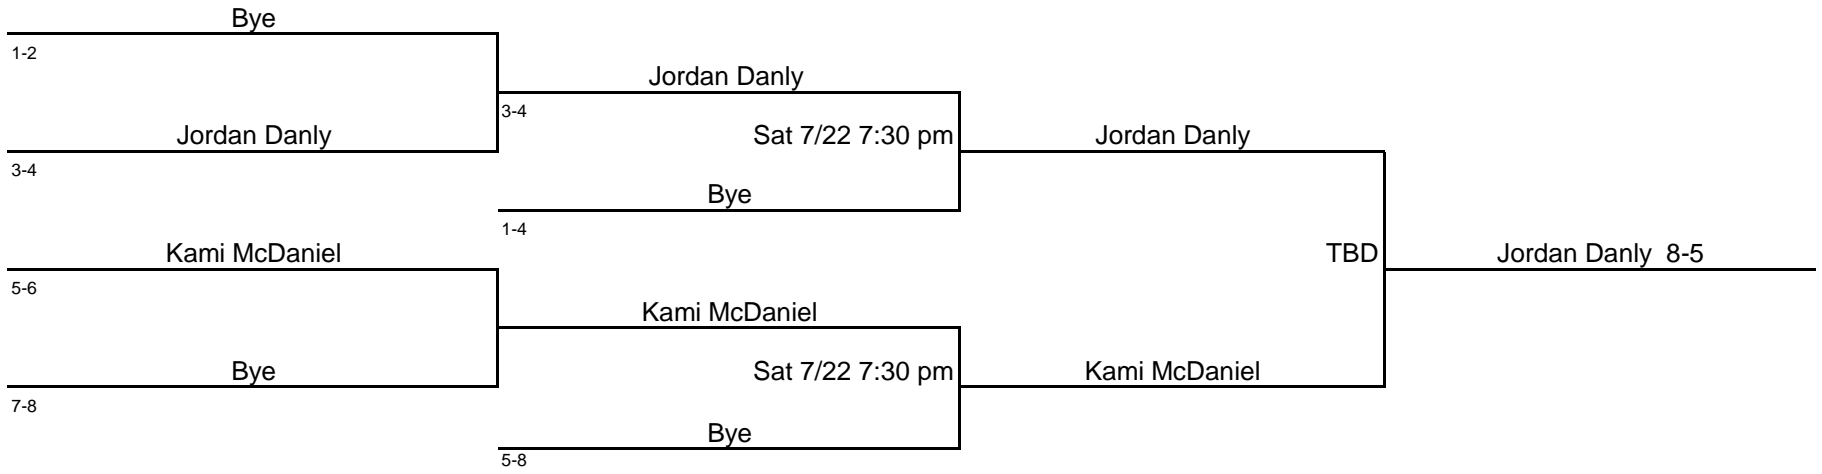 Bye
1-2
Jordan Danly
3-4
Jordan Danly
3-4
Sat 7/22 7:30 pm
Jordan Danly
Bye
1-4
Kami McDaniel
5-6
TBD
Jordan Danly 8-5
Kami McDaniel
Bye
7-8
Sat 7/22 7:30 pm
Kami McDaniel
Bye
5-8